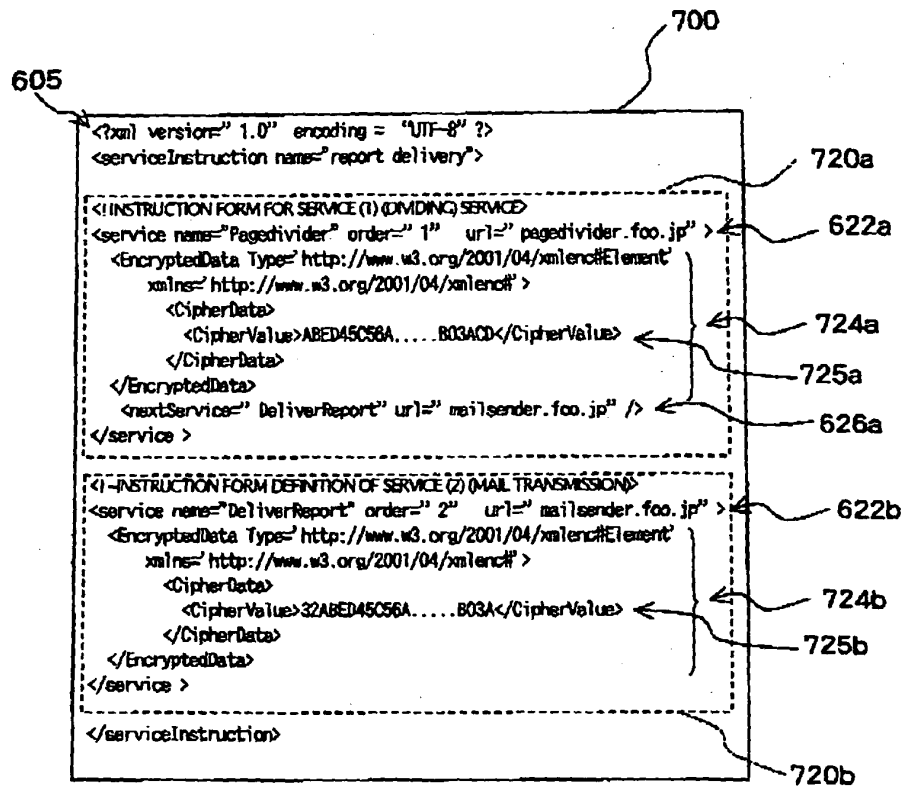 700
605
<?xml version=" 1.0" encoding = "UTF-8" ?>
<serviceInstruction name="report delivery">
720a
<! INSTRUCTION FORM FOR SERVICE (1) (DIVIDING) SERVICE>
<service name="Pagedivider" order=" 1" url=" pagedivider.foo.jp" >
622a
<EncryptedData Type='http://www.w3.org/2001/04/xmlenc#Element'
xmlns='http://www.w3.org/2001/04/xmlenc#' >
<CipherData>
724a
<CipherValue>ABED45C56A.....B03ACD</CipherValue>
</CipherData>
725a
</EncryptedData>
<nextService=" DeliverReport" url=" mailsender.foo.jp" />
626a
</service >
<! -INSTRUCTION FORM DEFINITION OF SERVICE (2) (MAIL TRANSMISSION)>
<service name="DeliverReport" order=" 2" url=" mailsender.foo.jp" >
622b
<EncryptedData Type='http://www.w3.org/2001/04/xmlenc#Element'
xmlns='http://www.w3.org/2001/04/xmlenc#' >
<CipherData>
724b
<CipherValue>32ABED45C56A.....B03A</CipherValue>
</CipherData>
725b
</EncryptedData>
</service >
</serviceInstruction>
720b